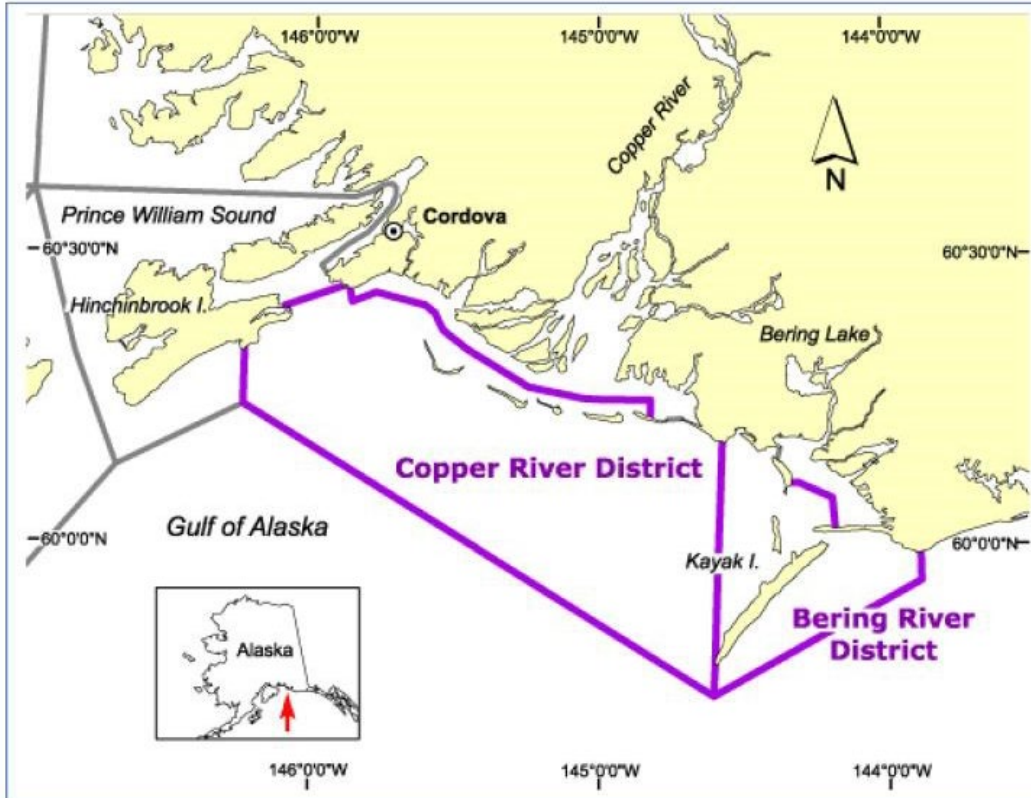 146°0'0"W
145°0'0"W
144°0'0"W
Copper River
N
Prince William Sound
Cordova
60°30'0"N
60°30'0"N
Hinchinbrook I.
Bering Lake
Copper River District
Gulf of Alaska
60°0'0"N
Kayak I.
60°0'0"N
Bering River
District
Alaska
146°0'0"W
145°0'0"W
144°0'0"W